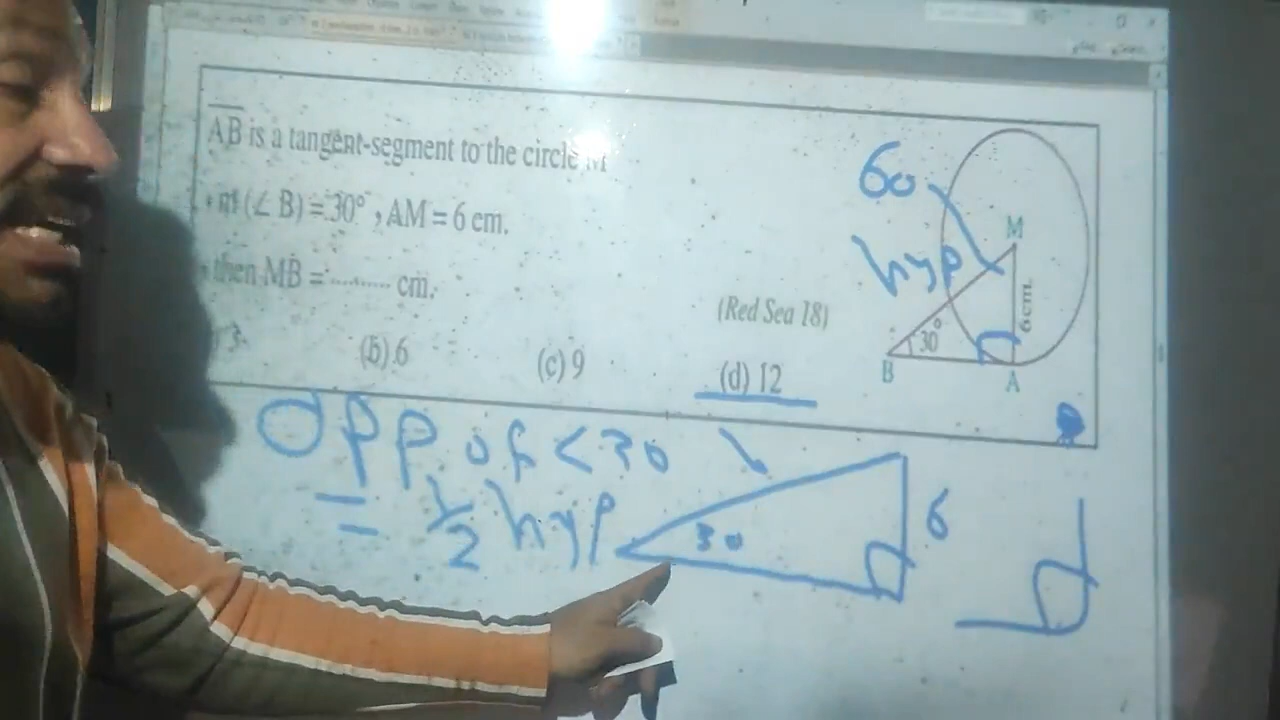 AB is a tangent-segment to the circle M
, m (∠ B) = 30° , AM = 6 cm.
, then MB = ......... cm.
(Red Sea 18)
(b) 6
(c) 9
(d) 12
60
hyp
M
6 cm.
30°
B
A
opp of < 30
= 1/2 hyp
30
6